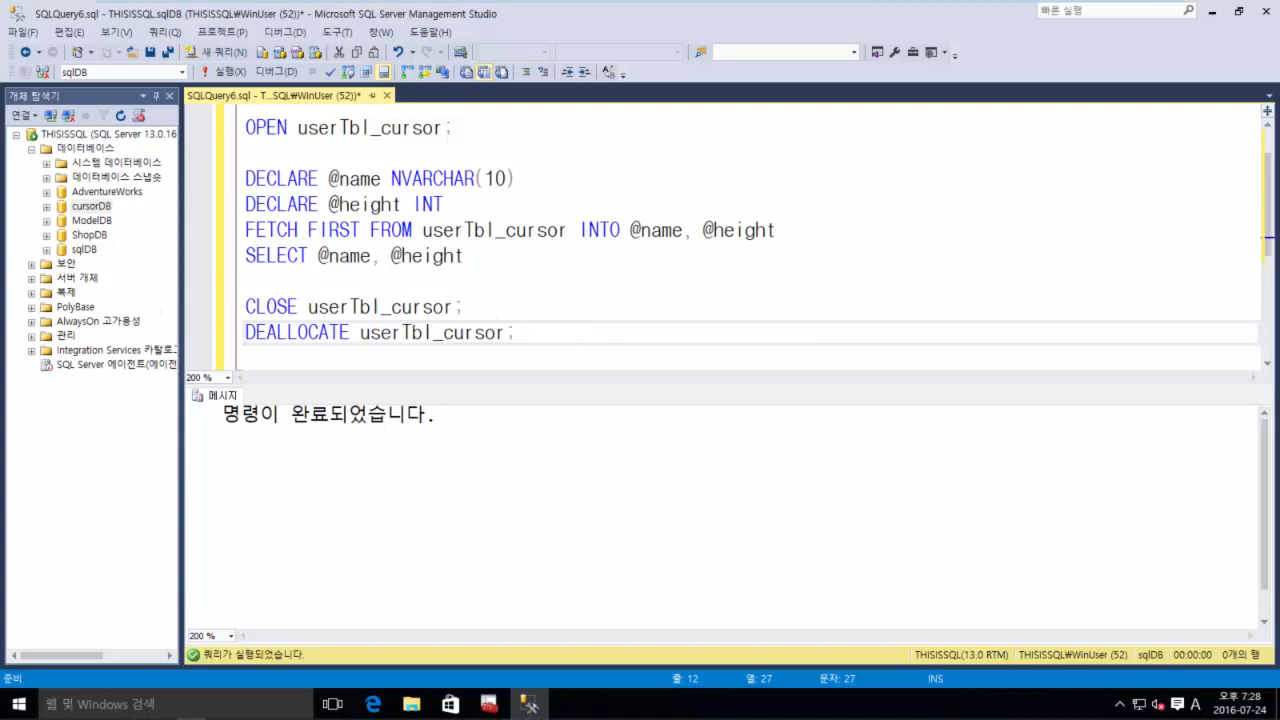 SQLQuery6.sql - THISISSQL.sqlDB (THISISSQL₩WinUser (52))* - Microsoft SQL Server Management Studio
빠른 실행
파일(F) 편집(E) 보기(V) 쿼리(Q) 프로젝트(P) 디버그(D) 도구(T) 창(W) 도움말(H)
새 쿼리(N)
sqlDB 실행(X) 디버그(D)
개체 탐색기
SQLQuery6.sql - T...SQL₩WinUser (52))*
연결
THISISSQL (SQL Server 13.0.16
데이터베이스
시스템 데이터베이스
데이터베이스 스냅숏
AdventureWorks
cursorDB
ModelDB
ShopDB
sqlDB
보안
서버 개체
복제
PolyBase
AlwaysOn 고가용성
관리
Integration Services 카탈로그
SQL Server 에이전트(에이전트
OPEN userTbl_cursor;
DECLARE @name NVARCHAR(10)
DECLARE @height INT
FETCH FIRST FROM userTbl_cursor INTO @name, @height
SELECT @name, @height
CLOSE userTbl_cursor;
DEALLOCATE userTbl_cursor;
200 %
메시지
명령이 완료되었습니다.
200 %
쿼리가 실행되었습니다. THISISSQL(13.0 RTM) THISISSQL₩WinUser (52) sqlDB 00:00:00 0개의 행
준비 줄: 12 열: 27 문자: 27 INS
웹 및 Windows 검색
A 오후 7:28
2016-07-24